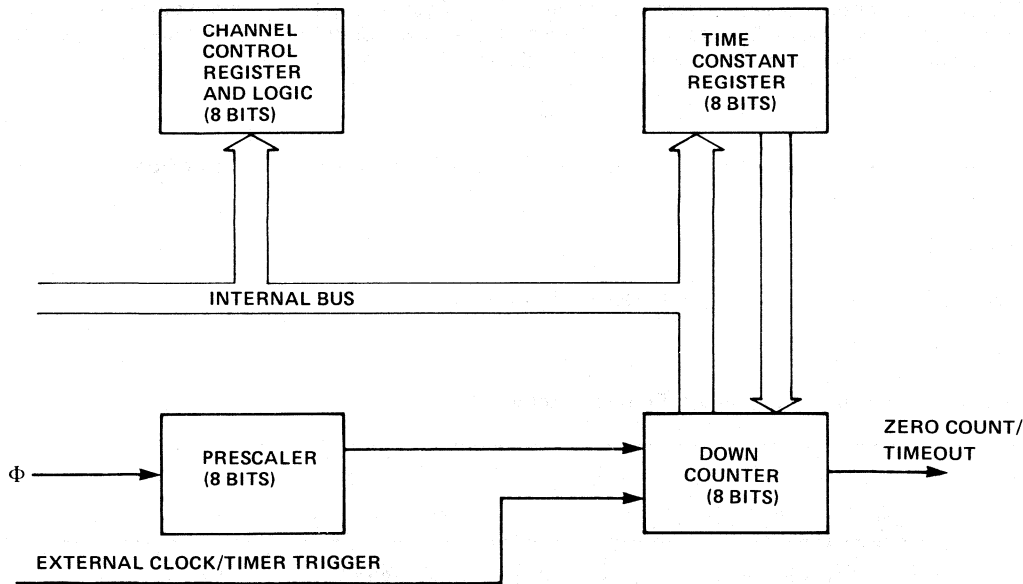 CHANNEL
CONTROL
REGISTER
AND LOGIC
(8 BITS)
TIME
CONSTANT
REGISTER
(8 BITS)
INTERNAL BUS
Φ
PRESCALER
(8 BITS)
DOWN
COUNTER
(8 BITS)
ZERO COUNT/
TIMEOUT
EXTERNAL CLOCK/TIMER TRIGGER